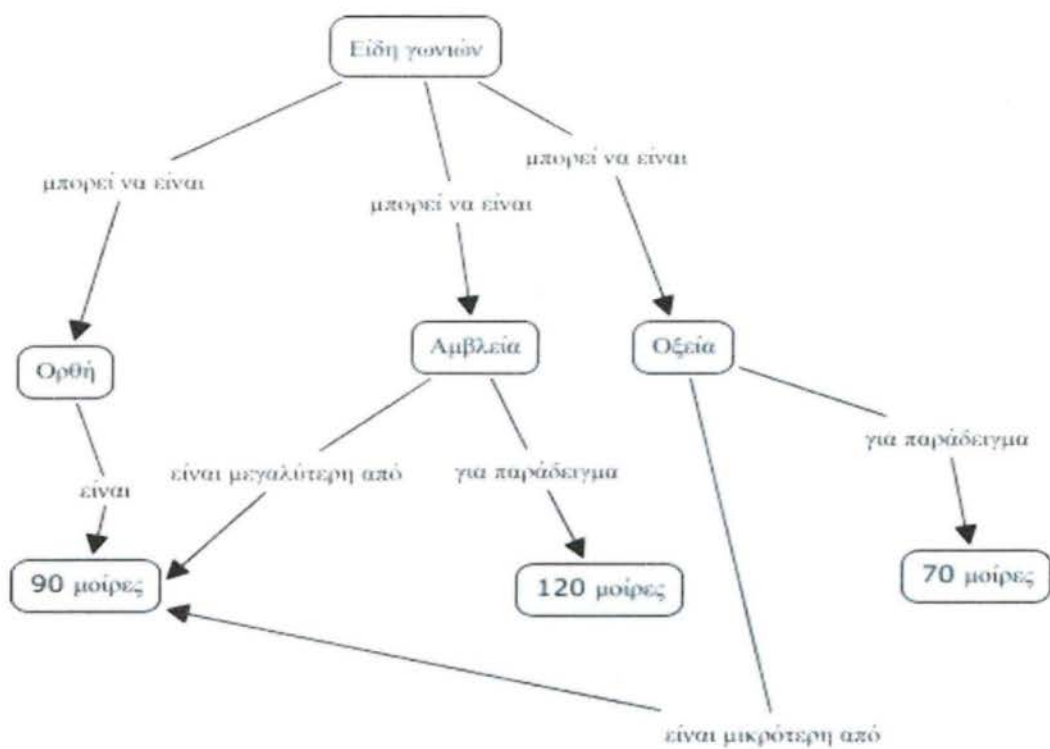 Είδη γωνιών
μπορεί να είναι
μπορεί να είναι
μπορεί να είναι
Ορθή
Αμβλεία
Οξεία
είναι
είναι μεγαλύτερη από
για παράδειγμα
για παράδειγμα
90 μοίρες
120 μοίρες
70 μοίρες
είναι μικρότερη από